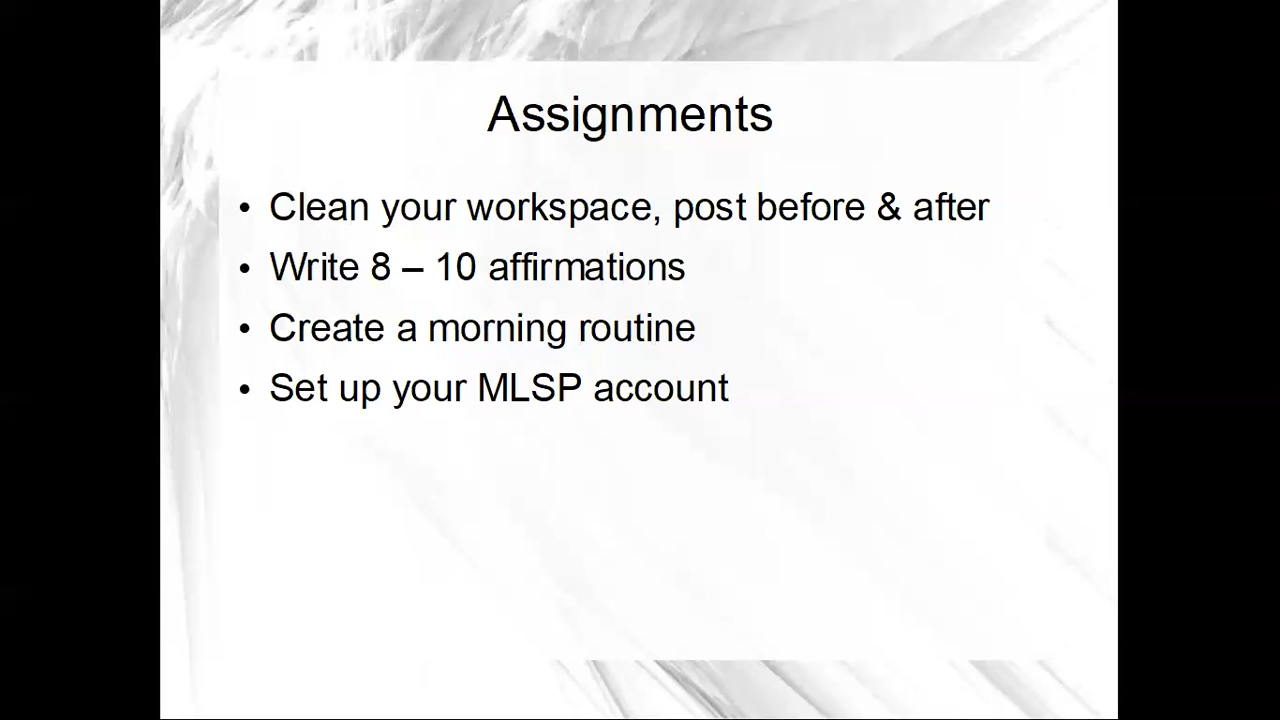 Assignments
• Clean your workspace, post before & after
• Write 8 – 10 affirmations
• Create a morning routine
• Set up your MLSP account